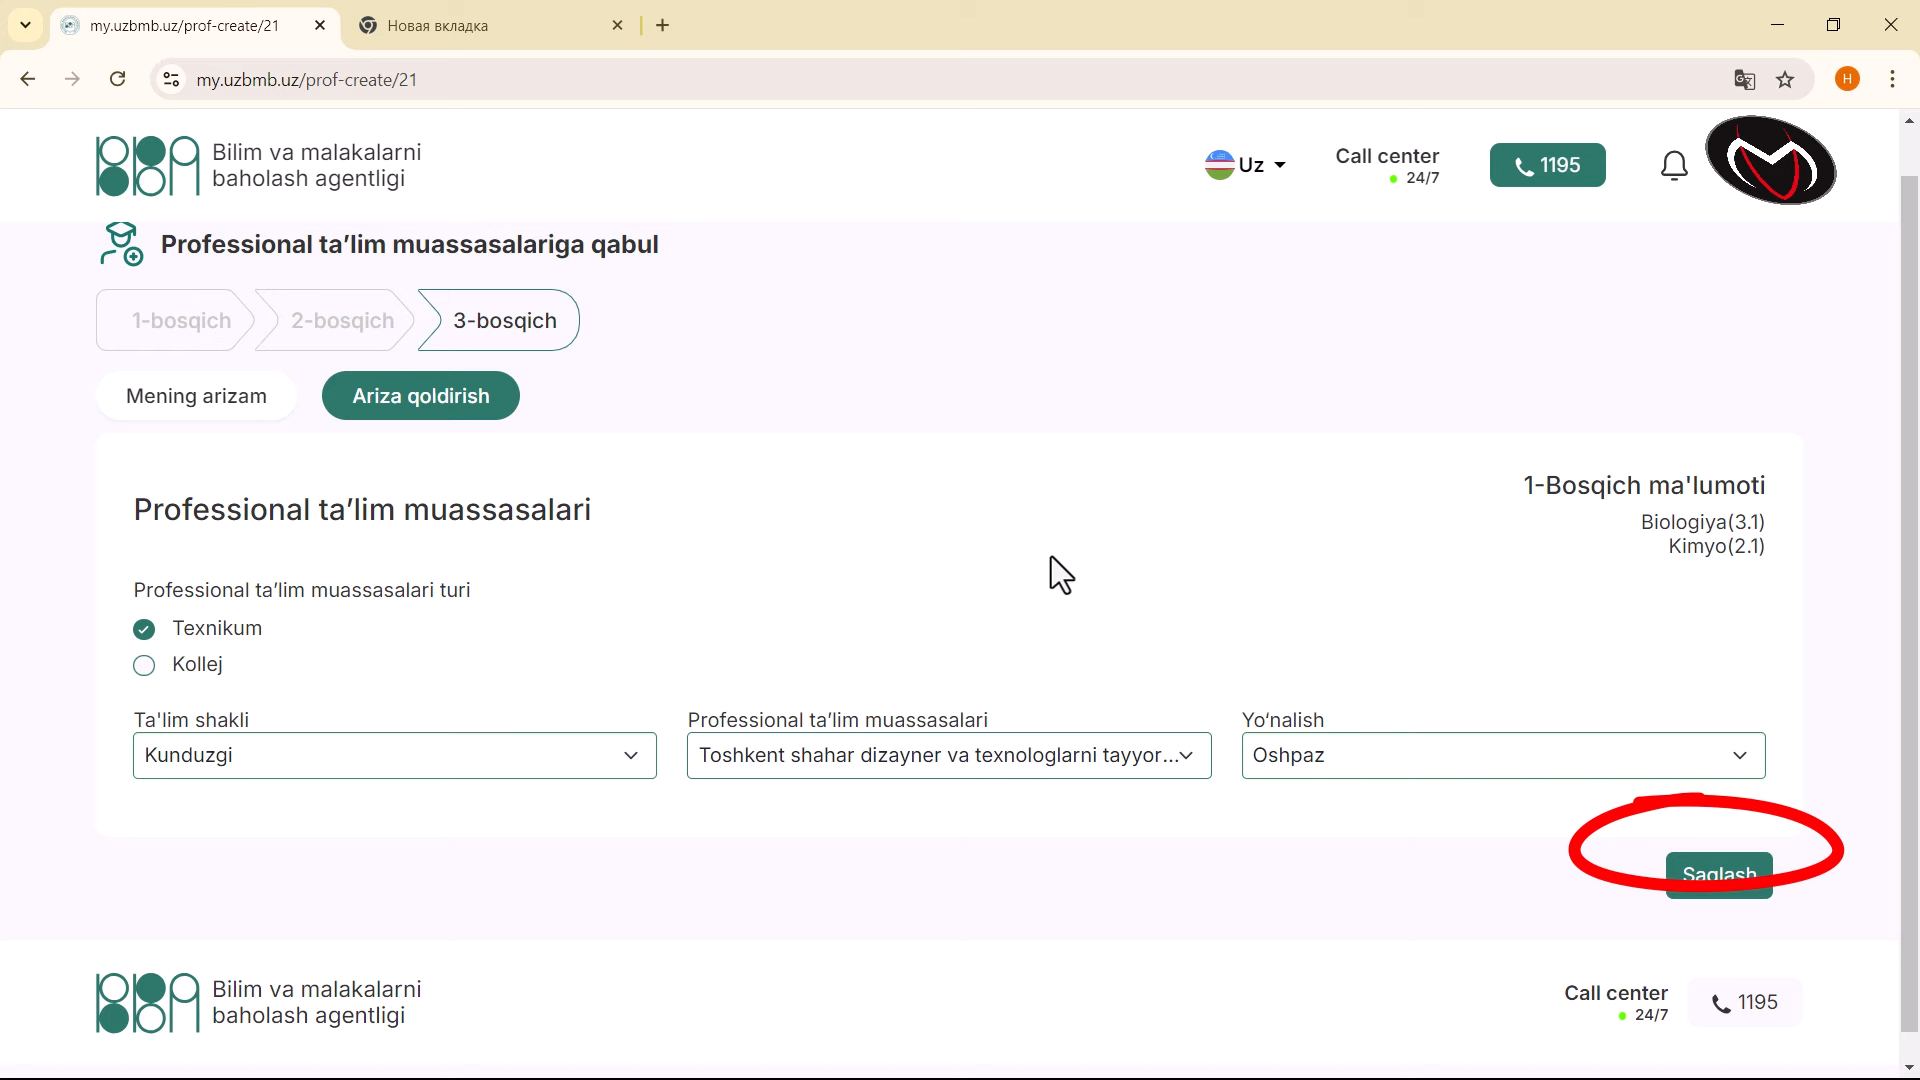 my.uzbmb.uz/prof-create/21
Новая вкладка
my.uzbmb.uz/prof-create/21
H
Bilim va malakalarni
baholash agentligi
Uz
Call center
24/7
1195
Professional ta’lim muassasalariga qabul
1-bosqich
2-bosqich
3-bosqich
Mening arizam
Ariza qoldirish
1-Bosqich ma'lumoti
Professional ta’lim muassasalari
Biologiya(3.1)
Kimyo(2.1)
Professional ta’lim muassasalari turi
Texnikum
Kollej
Ta'lim shakli
Professional ta’lim muassasalari
Yo‘nalish
Kunduzgi
Toshkent shahar dizayner va texnologlarni tayyor...
Oshpaz
Saqlash
Bilim va malakalarni
baholash agentligi
Call center
24/7
1195